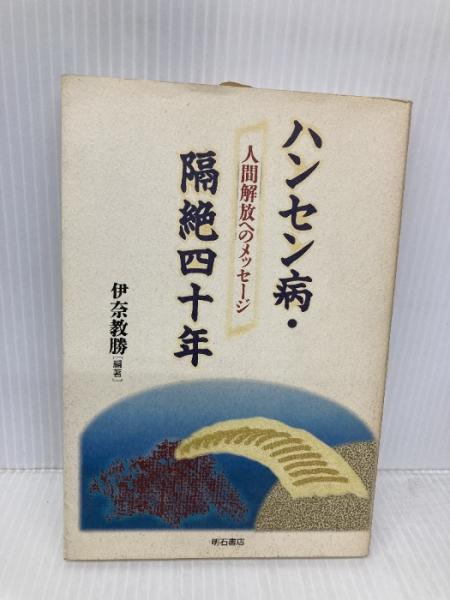 ハンセン病・
隔絶四十年
人間解放へのメッセージ
伊奈教勝[編著]
明石書店